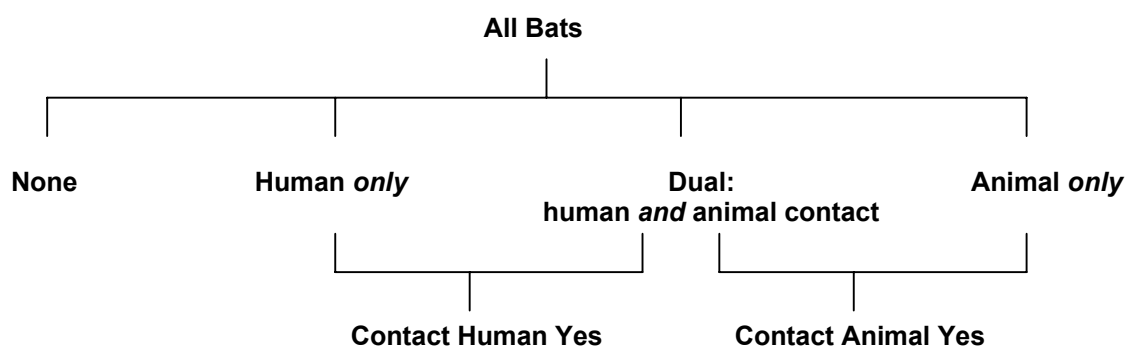 All Bats
None Human only Dual: Animal only
human and animal contact
Contact Human Yes Contact Animal Yes